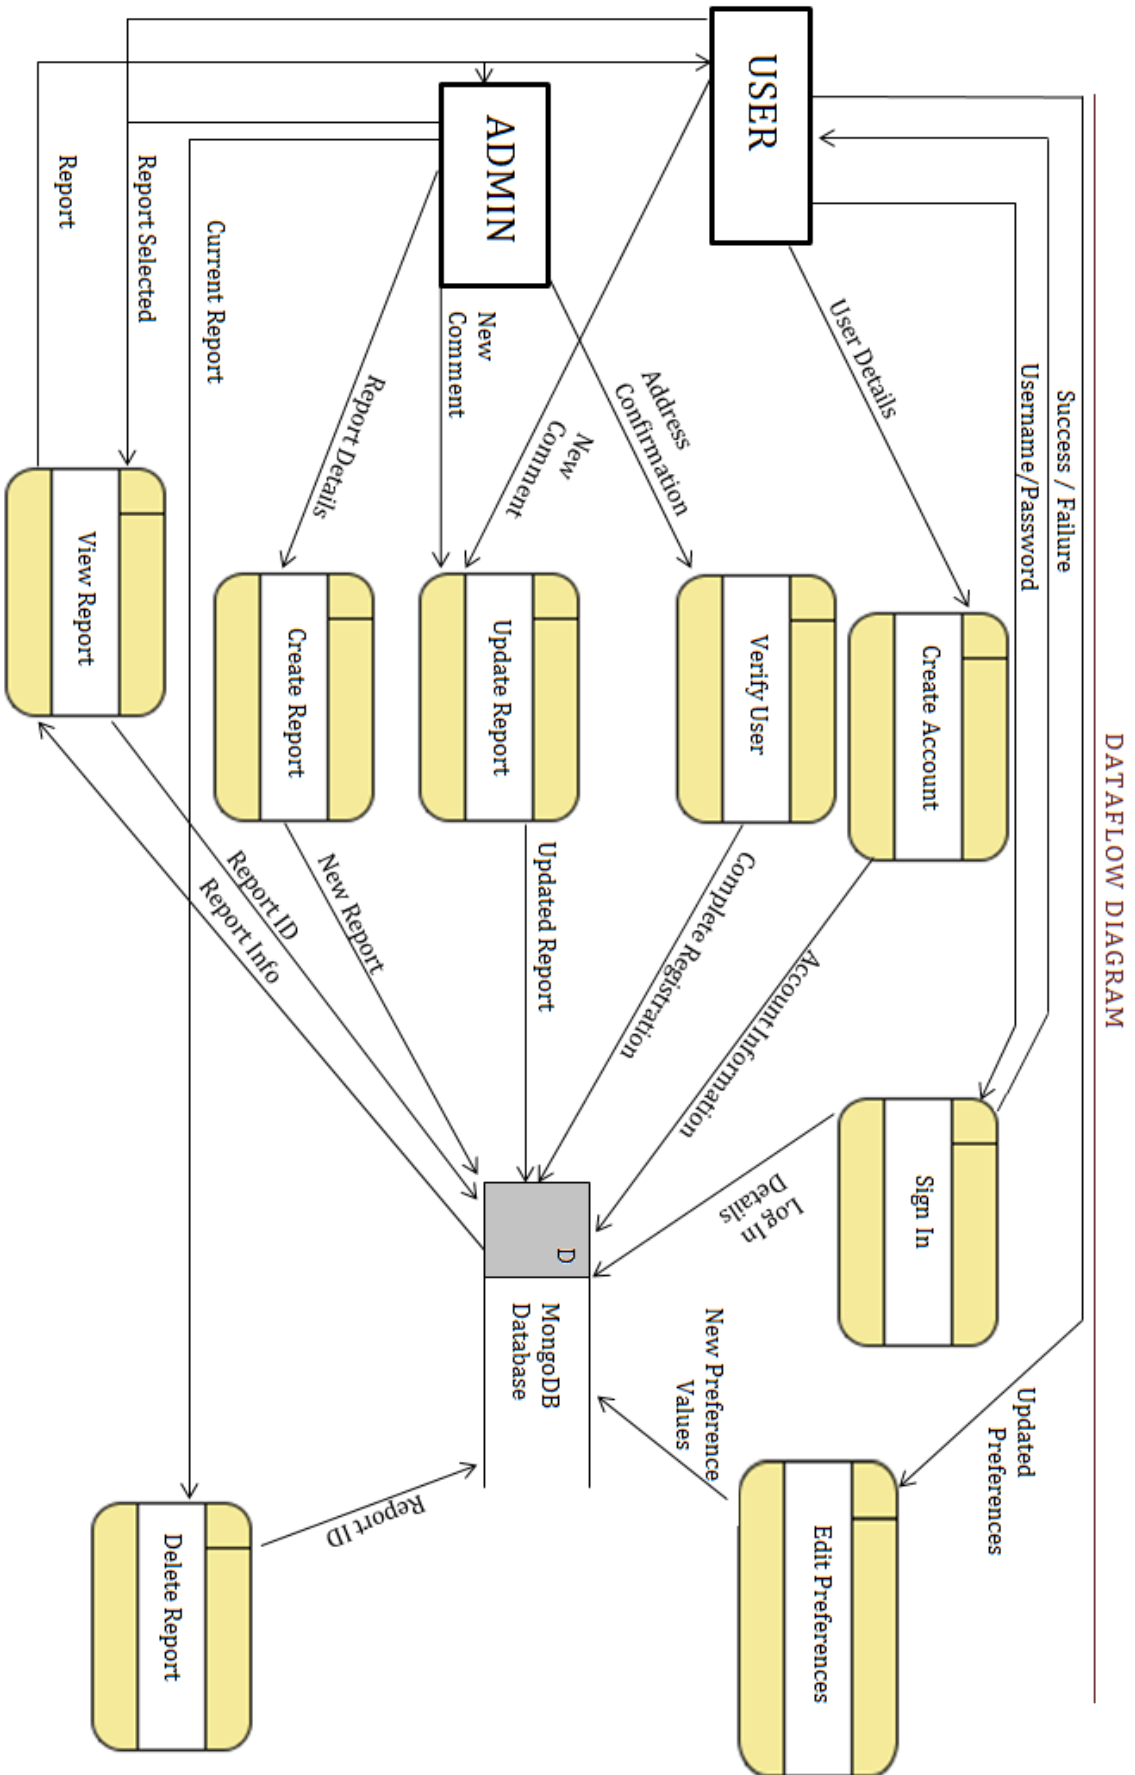 DATAFLOW DIAGRAM
USER
ADMIN
Success / Failure
Username/Password
User Details
Address
Confirmation
New
Comment
New
Comment
Report Details
Current Report
Report Selected
Report
Create Account
Verify User
Update Report
Create Report
View Report
Sign In
Edit Preferences
Delete Report
Updated
Preferences
New Preference
Values
Log In
Details
Account Information
Complete Registration
Updated Report
New Report
Report ID
Report Info
D
MongoDB
Database
Report ID